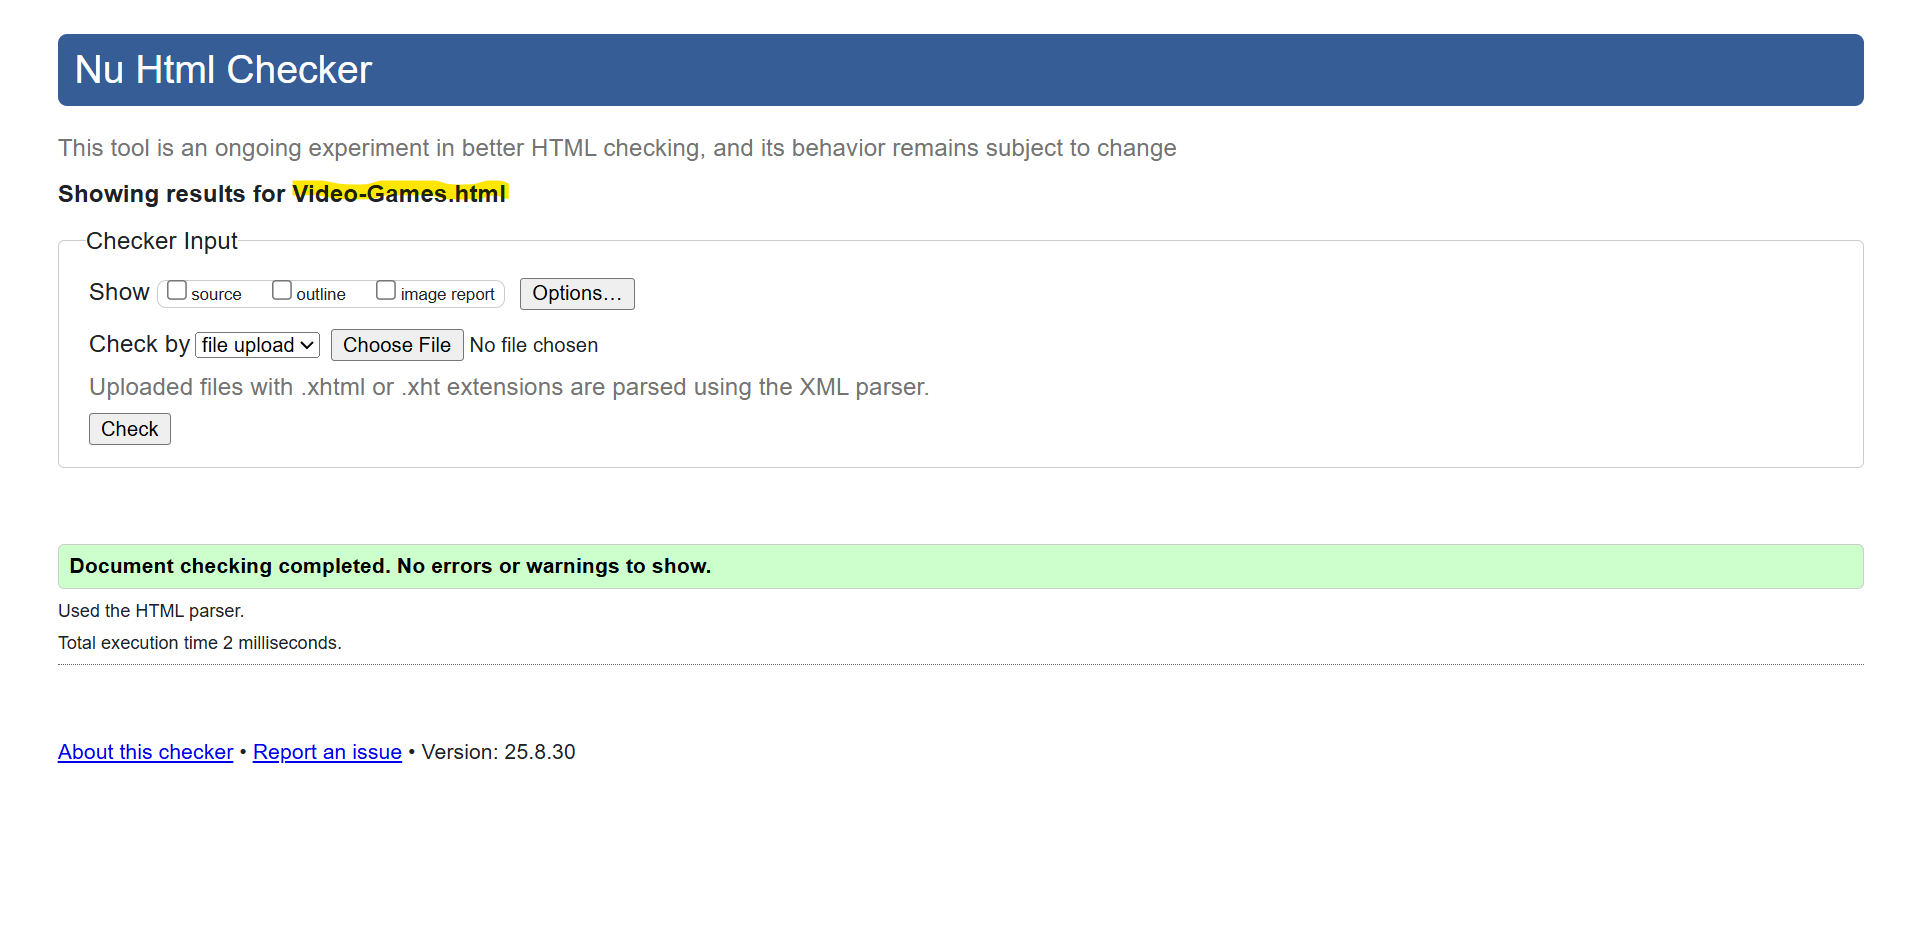 Nu Html Checker
This tool is an ongoing experiment in better HTML checking, and its behavior remains subject to change
Showing results for Video-Games.html
Checker Input
Show source outline image report Options...
Check by file upload Choose File No file chosen
Uploaded files with .xhtml or .xht extensions are parsed using the XML parser.
Check
Document checking completed. No errors or warnings to show.
Used the HTML parser.
Total execution time 2 milliseconds.
About this checker • Report an issue • Version: 25.8.30